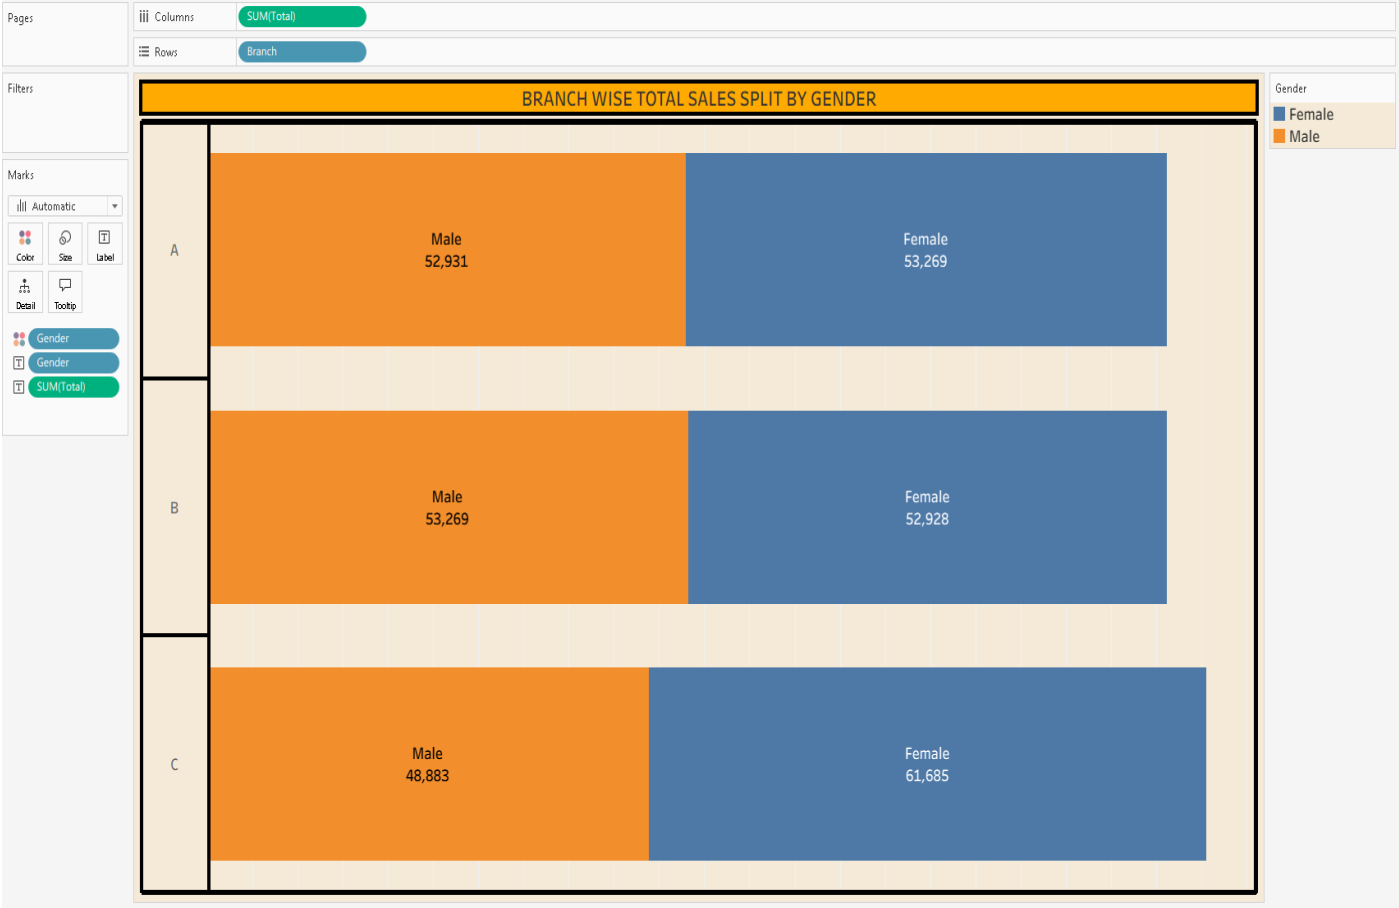 Pages
Columns
SUM(Total)
Rows
Branch
Filters
Marks
Automatic
Color
Size
Label
Detail
Tooltip
Gender
Gender
SUM(Total)
BRANCH WISE TOTAL SALES SPLIT BY GENDER
A
Male
52,931
Female
53,269
B
Male
53,269
Female
52,928
C
Male
48,883
Female
61,685
Gender
Female
Male